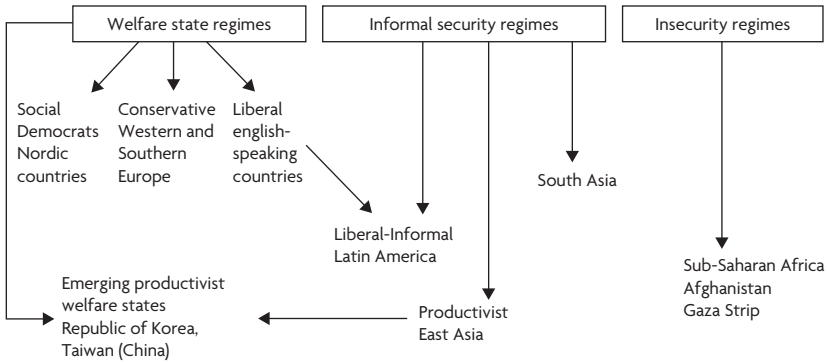 Welfare state regimes
Informal security regimes
Insecurity regimes
Social
Democrats
Nordic
countries
Conservative
Western and
Southern
Europe
Liberal
english-
speaking
countries
South Asia
Liberal-Informal
Latin America
Sub-Saharan Africa
Afghanistan
Gaza Strip
Emerging productivist
welfare states
Republic of Korea,
Taiwan (China)
Productivist
East Asia